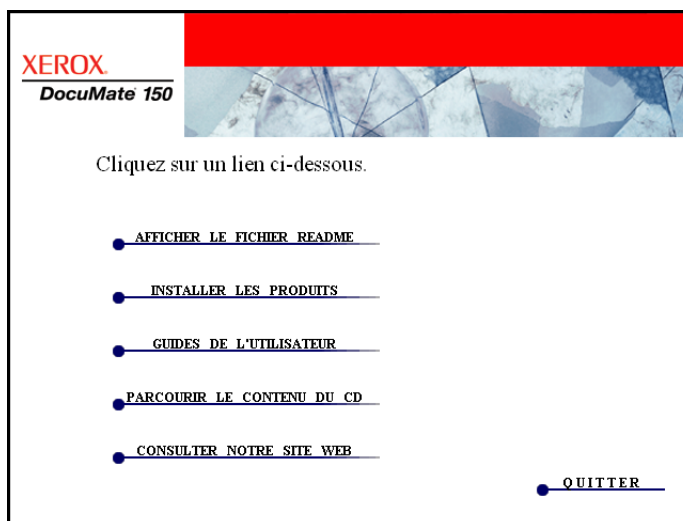 XEROX.
DocuMate 150
Cliquez sur un lien ci-dessous.
AFFICHER LE FICHIER README
INSTALLER LES PRODUITS
GUIDES DE L'UTILISATEUR
PARCOURIR LE CONTENU DU CD
CONSULTER NOTRE SITE WEB
QUITTER